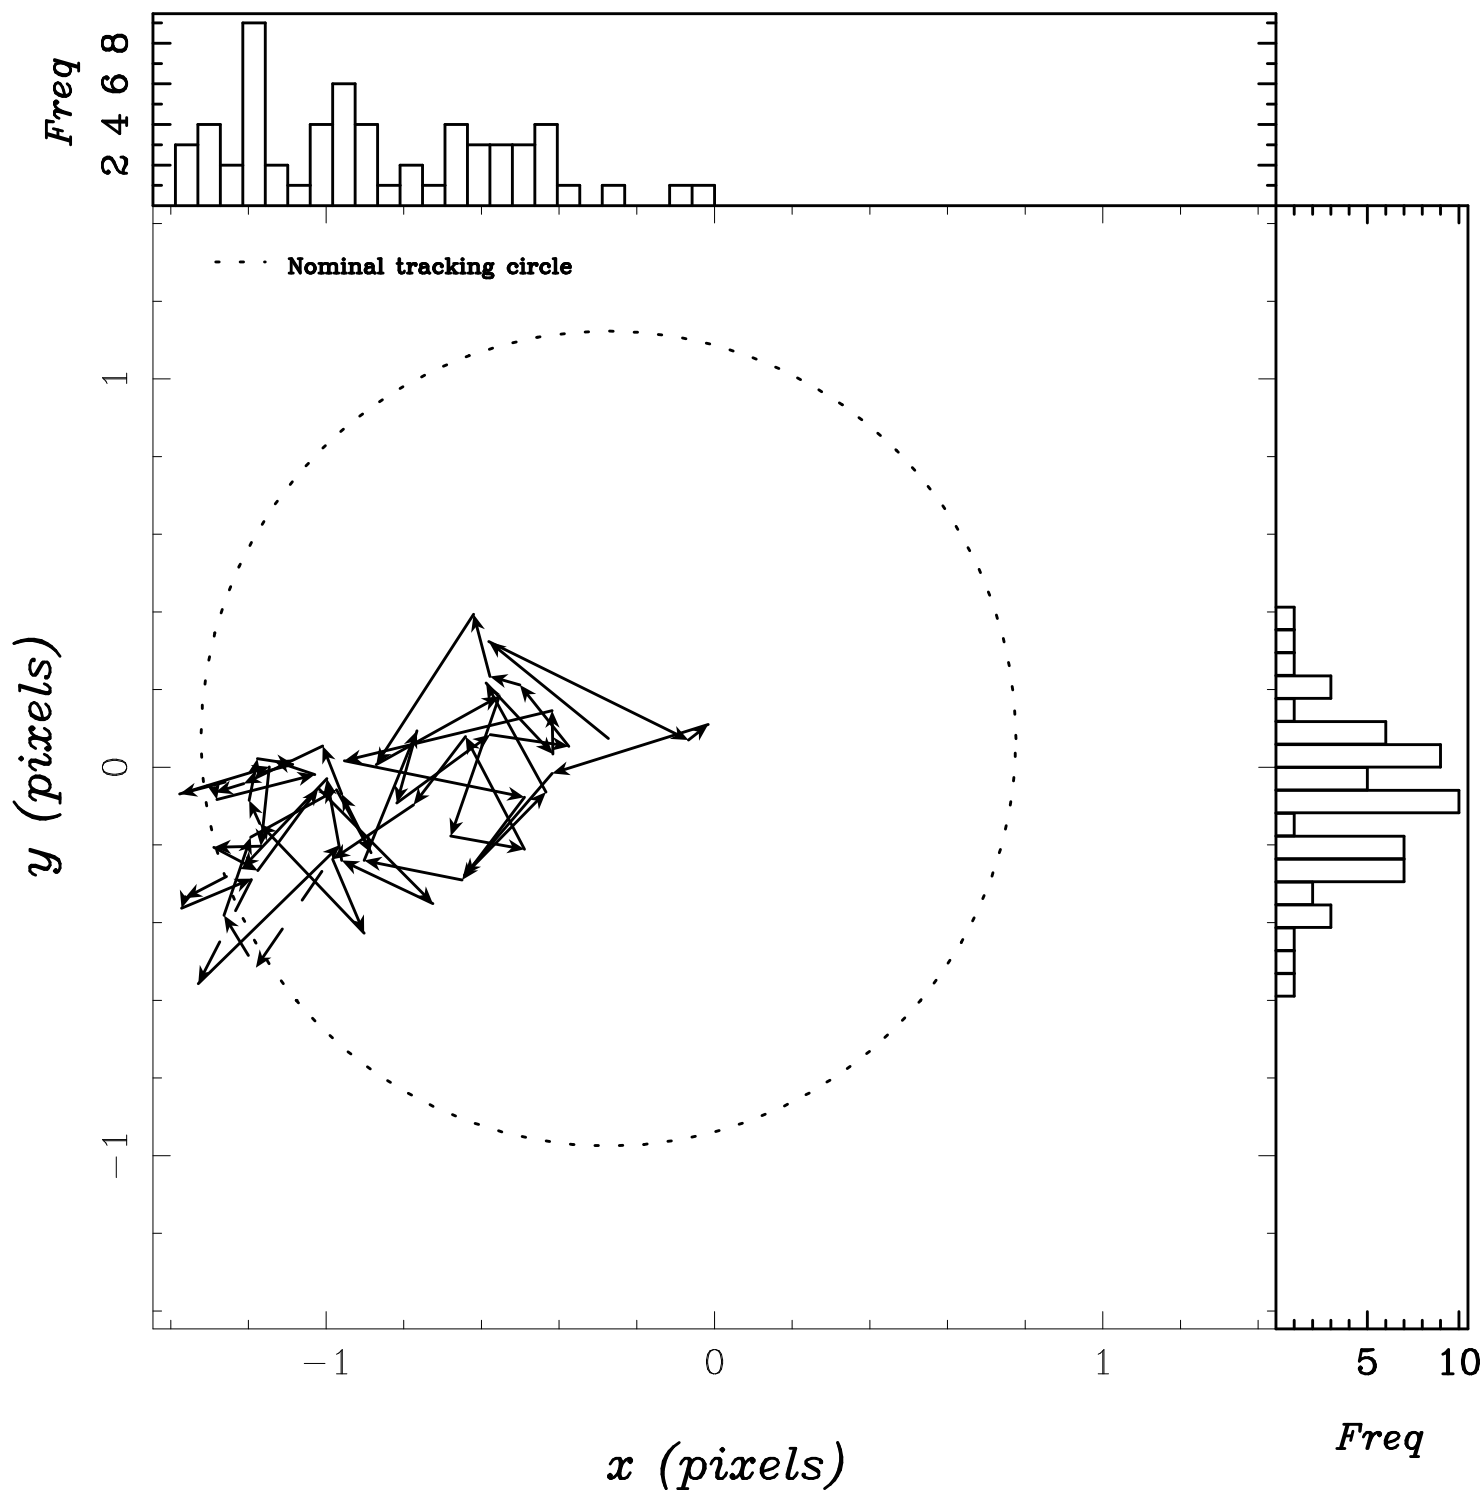 Freq
8
6
4
2
Nominal tracking circle
y (pixels)
1
0
−1
−1 0 1
5 10
x (pixels)
Freq